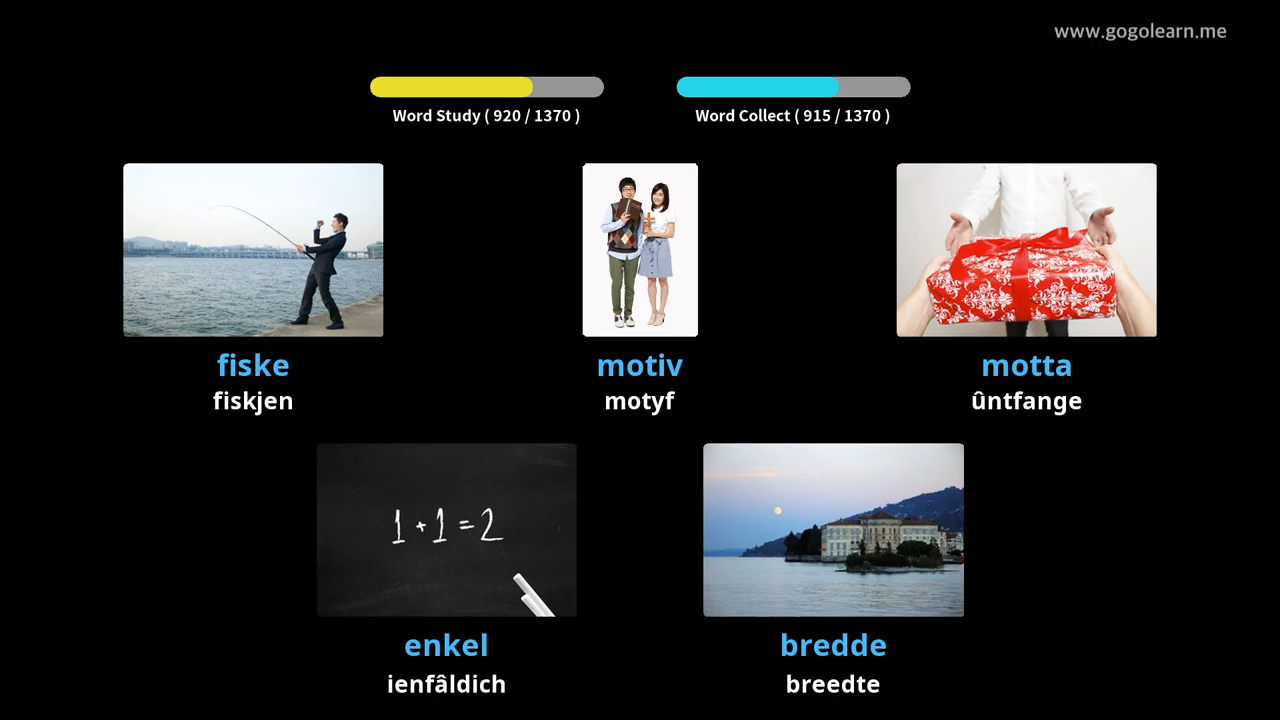 www.gogolearn.me
Word Study ( 920 / 1370 )
Word Collect ( 915 / 1370 )
fiske
fiskjen
motiv
motyf
motta
ûntfange
1 + 1 = 2
enkel
ienfâldich
bredde
breedte